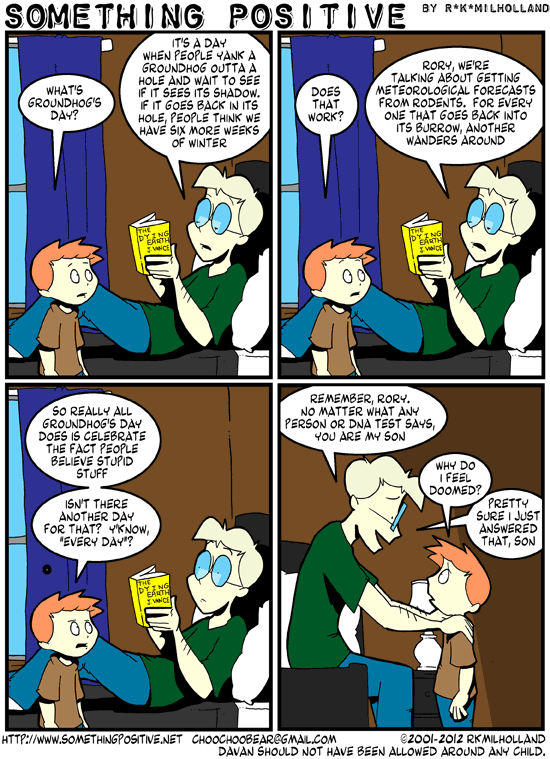 SOMETHING POSITIVE BY R*K*MILHOLLAND
WHAT'S
GROUNDHOG'S
DAY?
IT'S A DAY
WHEN PEOPLE YANK A
GROUNDHOG OUTTA A
HOLE AND WAIT TO SEE
IF IT SEES ITS SHADOW.
IF IT GOES BACK IN ITS
HOLE, PEOPLE THINK WE
HAVE SIX MORE WEEKS
OF WINTER
THE
DYING
EARTH
J VANCE
DOES
THAT
WORK?
RORY, WE'RE
TALKING ABOUT GETTING
METEOROLOGICAL FORECASTS
FROM RODENTS. FOR EVERY
ONE THAT GOES BACK INTO
ITS BURROW, ANOTHER
WANDERS AROUND
THE
DYING
EARTH
J VANCE
SO REALLY ALL
GROUNDHOG'S DAY
DOES IS CELEBRATE
THE FACT PEOPLE
BELIEVE STUPID
STUFF
ISN'T THERE
ANOTHER DAY
FOR THAT? Y'KNOW,
"EVERY DAY"?
THE
DYING
EARTH
J VANCE
REMEMBER, RORY.
NO MATTER WHAT ANY
PERSON OR DNA TEST SAYS,
YOU ARE MY SON
WHY DO
I FEEL
DOOMED?
PRETTY
SURE I JUST
ANSWERED
THAT, SON
HTTP://WWW.SOMETHINGPOSITIVE.NET CHOOCHOOBEAR@GMAIL.COM ©2001-2012 RKMILHOLLAND
DAVAN SHOULD NOT HAVE BEEN ALLOWED AROUND ANY CHILD.